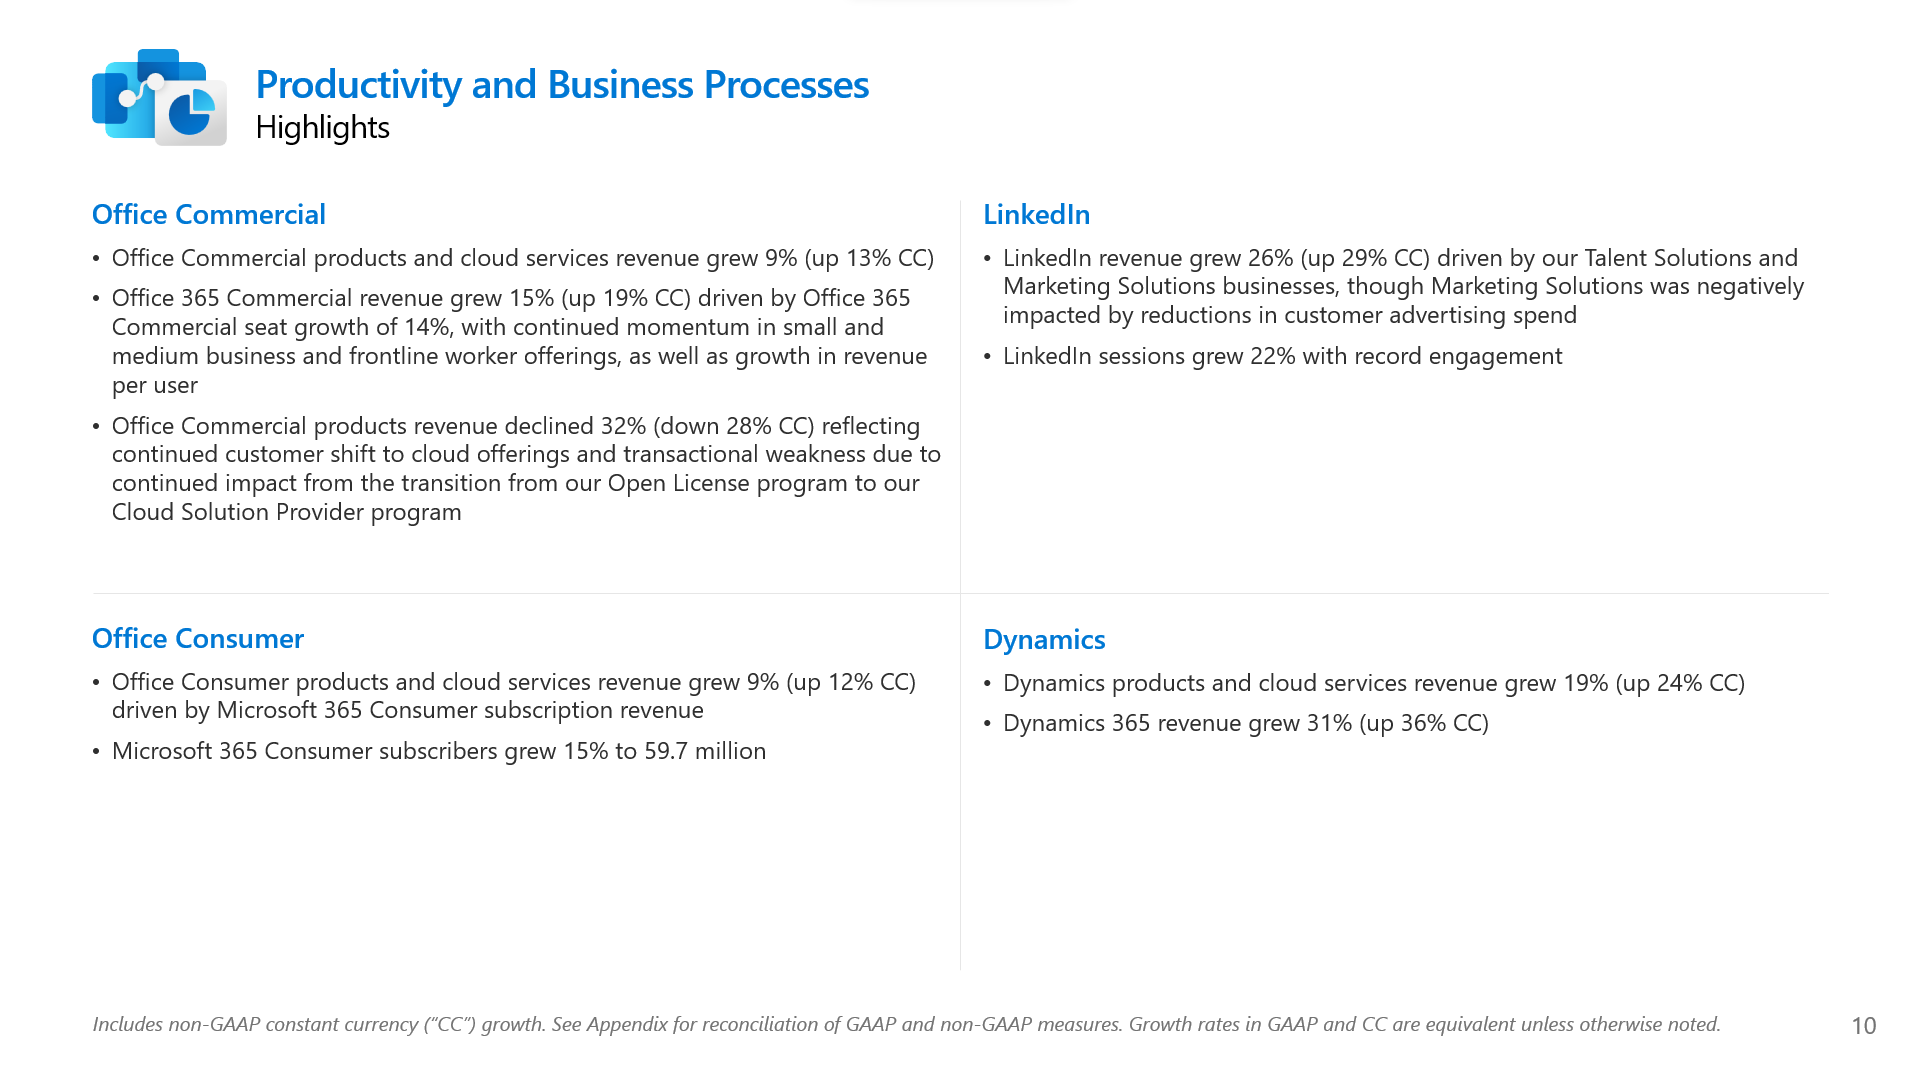 Productivity and Business Processes
Highlights
Office Commercial
• Office Commercial products and cloud services revenue grew 9% (up 13% CC)
• Office 365 Commercial revenue grew 15% (up 19% CC) driven by Office 365
Commercial seat growth of 14%, with continued momentum in small and
medium business and frontline worker offerings, as well as growth in revenue
per user
• Office Commercial products revenue declined 32% (down 28% CC) reflecting
continued customer shift to cloud offerings and transactional weakness due to
continued impact from the transition from our Open License program to our
Cloud Solution Provider program
LinkedIn
• LinkedIn revenue grew 26% (up 29% CC) driven by our Talent Solutions and
Marketing Solutions businesses, though Marketing Solutions was negatively
impacted by reductions in customer advertising spend
• LinkedIn sessions grew 22% with record engagement
Office Consumer
• Office Consumer products and cloud services revenue grew 9% (up 12% CC)
driven by Microsoft 365 Consumer subscription revenue
• Microsoft 365 Consumer subscribers grew 15% to 59.7 million
Dynamics
• Dynamics products and cloud services revenue grew 19% (up 24% CC)
• Dynamics 365 revenue grew 31% (up 36% CC)
Includes non-GAAP constant currency (“CC”) growth. See Appendix for reconciliation of GAAP and non-GAAP measures. Growth rates in GAAP and CC are equivalent unless otherwise noted.
10